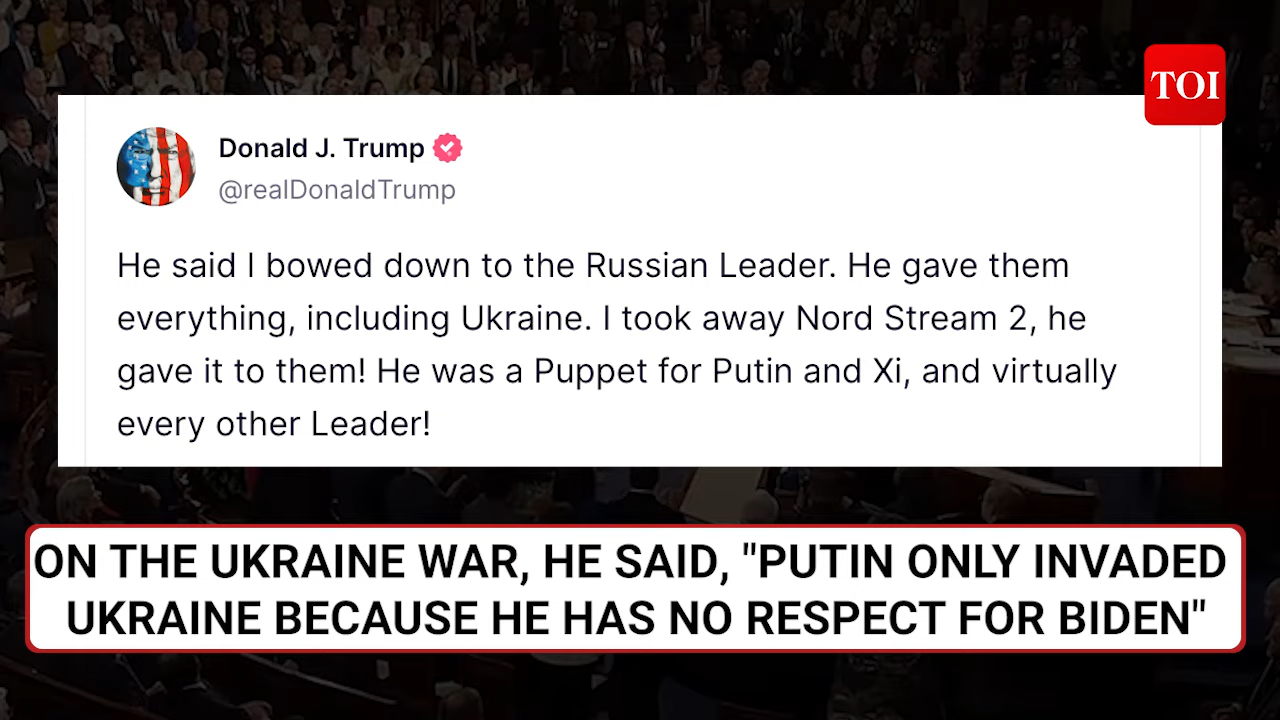 TOI
Donald J. Trump
@realDonaldTrump
He said I bowed down to the Russian Leader. He gave them
everything, including Ukraine. I took away Nord Stream 2, he
gave it to them! He was a Puppet for Putin and Xi, and virtually
every other Leader!
ON THE UKRAINE WAR, HE SAID, "PUTIN ONLY INVADED
UKRAINE BECAUSE HE HAS NO RESPECT FOR BIDEN"